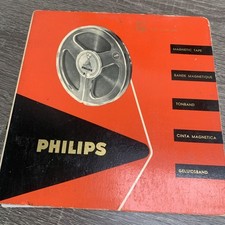 MAGNETIC TAPE
BANDE MAGNETIQUE
TONBAND
CINTA MAGNETICA
GELUIDSBAND
PHILIPS